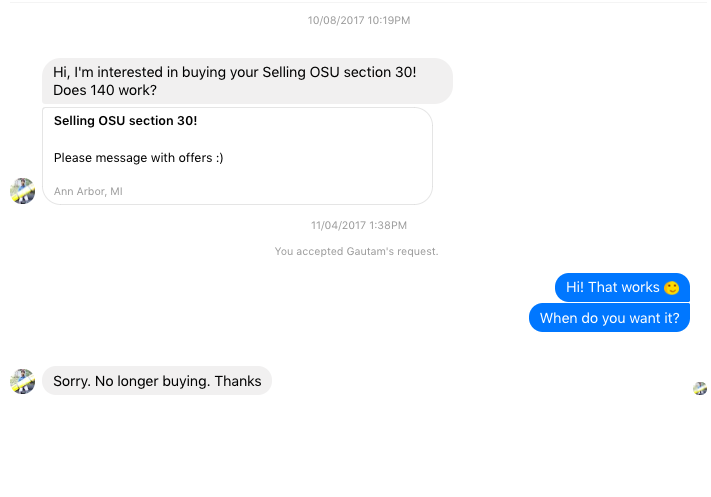 10/08/2017 10:19PM
Hi, I'm interested in buying your Selling OSU section 30!
Does 140 work?
Selling OSU section 30!
Please message with offers :)
Ann Arbor, MI
11/04/2017 1:38PM
You accepted Gautam's request.
Hi! That works 🙂
When do you want it?
Sorry. No longer buying. Thanks